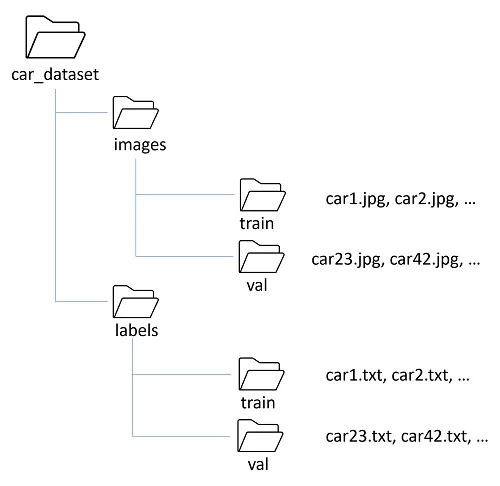 car_dataset
images
train
car1.jpg, car2.jpg, ...
val
car23.jpg, car42.jpg, ...
labels
train
car1.txt, car2.txt, ...
val
car23.txt, car42.txt, ...